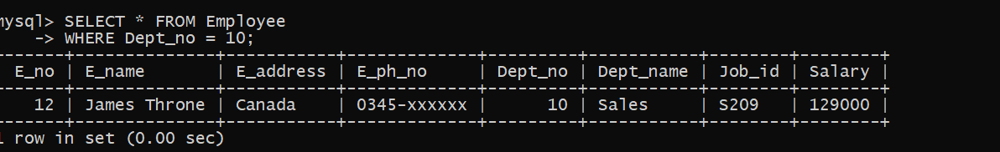 mysql> SELECT * FROM Employee
    -> WHERE Dept_no = 10;
-------+--------------+-----------+-------------+---------+-----------+--------+--------+
  E_no | E_name       | E_address | E_ph_no     | Dept_no | Dept_name | Job_id | Salary |
-------+--------------+-----------+-------------+---------+-----------+--------+--------+
    12 | James Throne | Canada    | 0345-xxxxxx |      10 | Sales     | S209   | 129000 |
-------+--------------+-----------+-------------+---------+-----------+--------+--------+
1 row in set (0.00 sec)